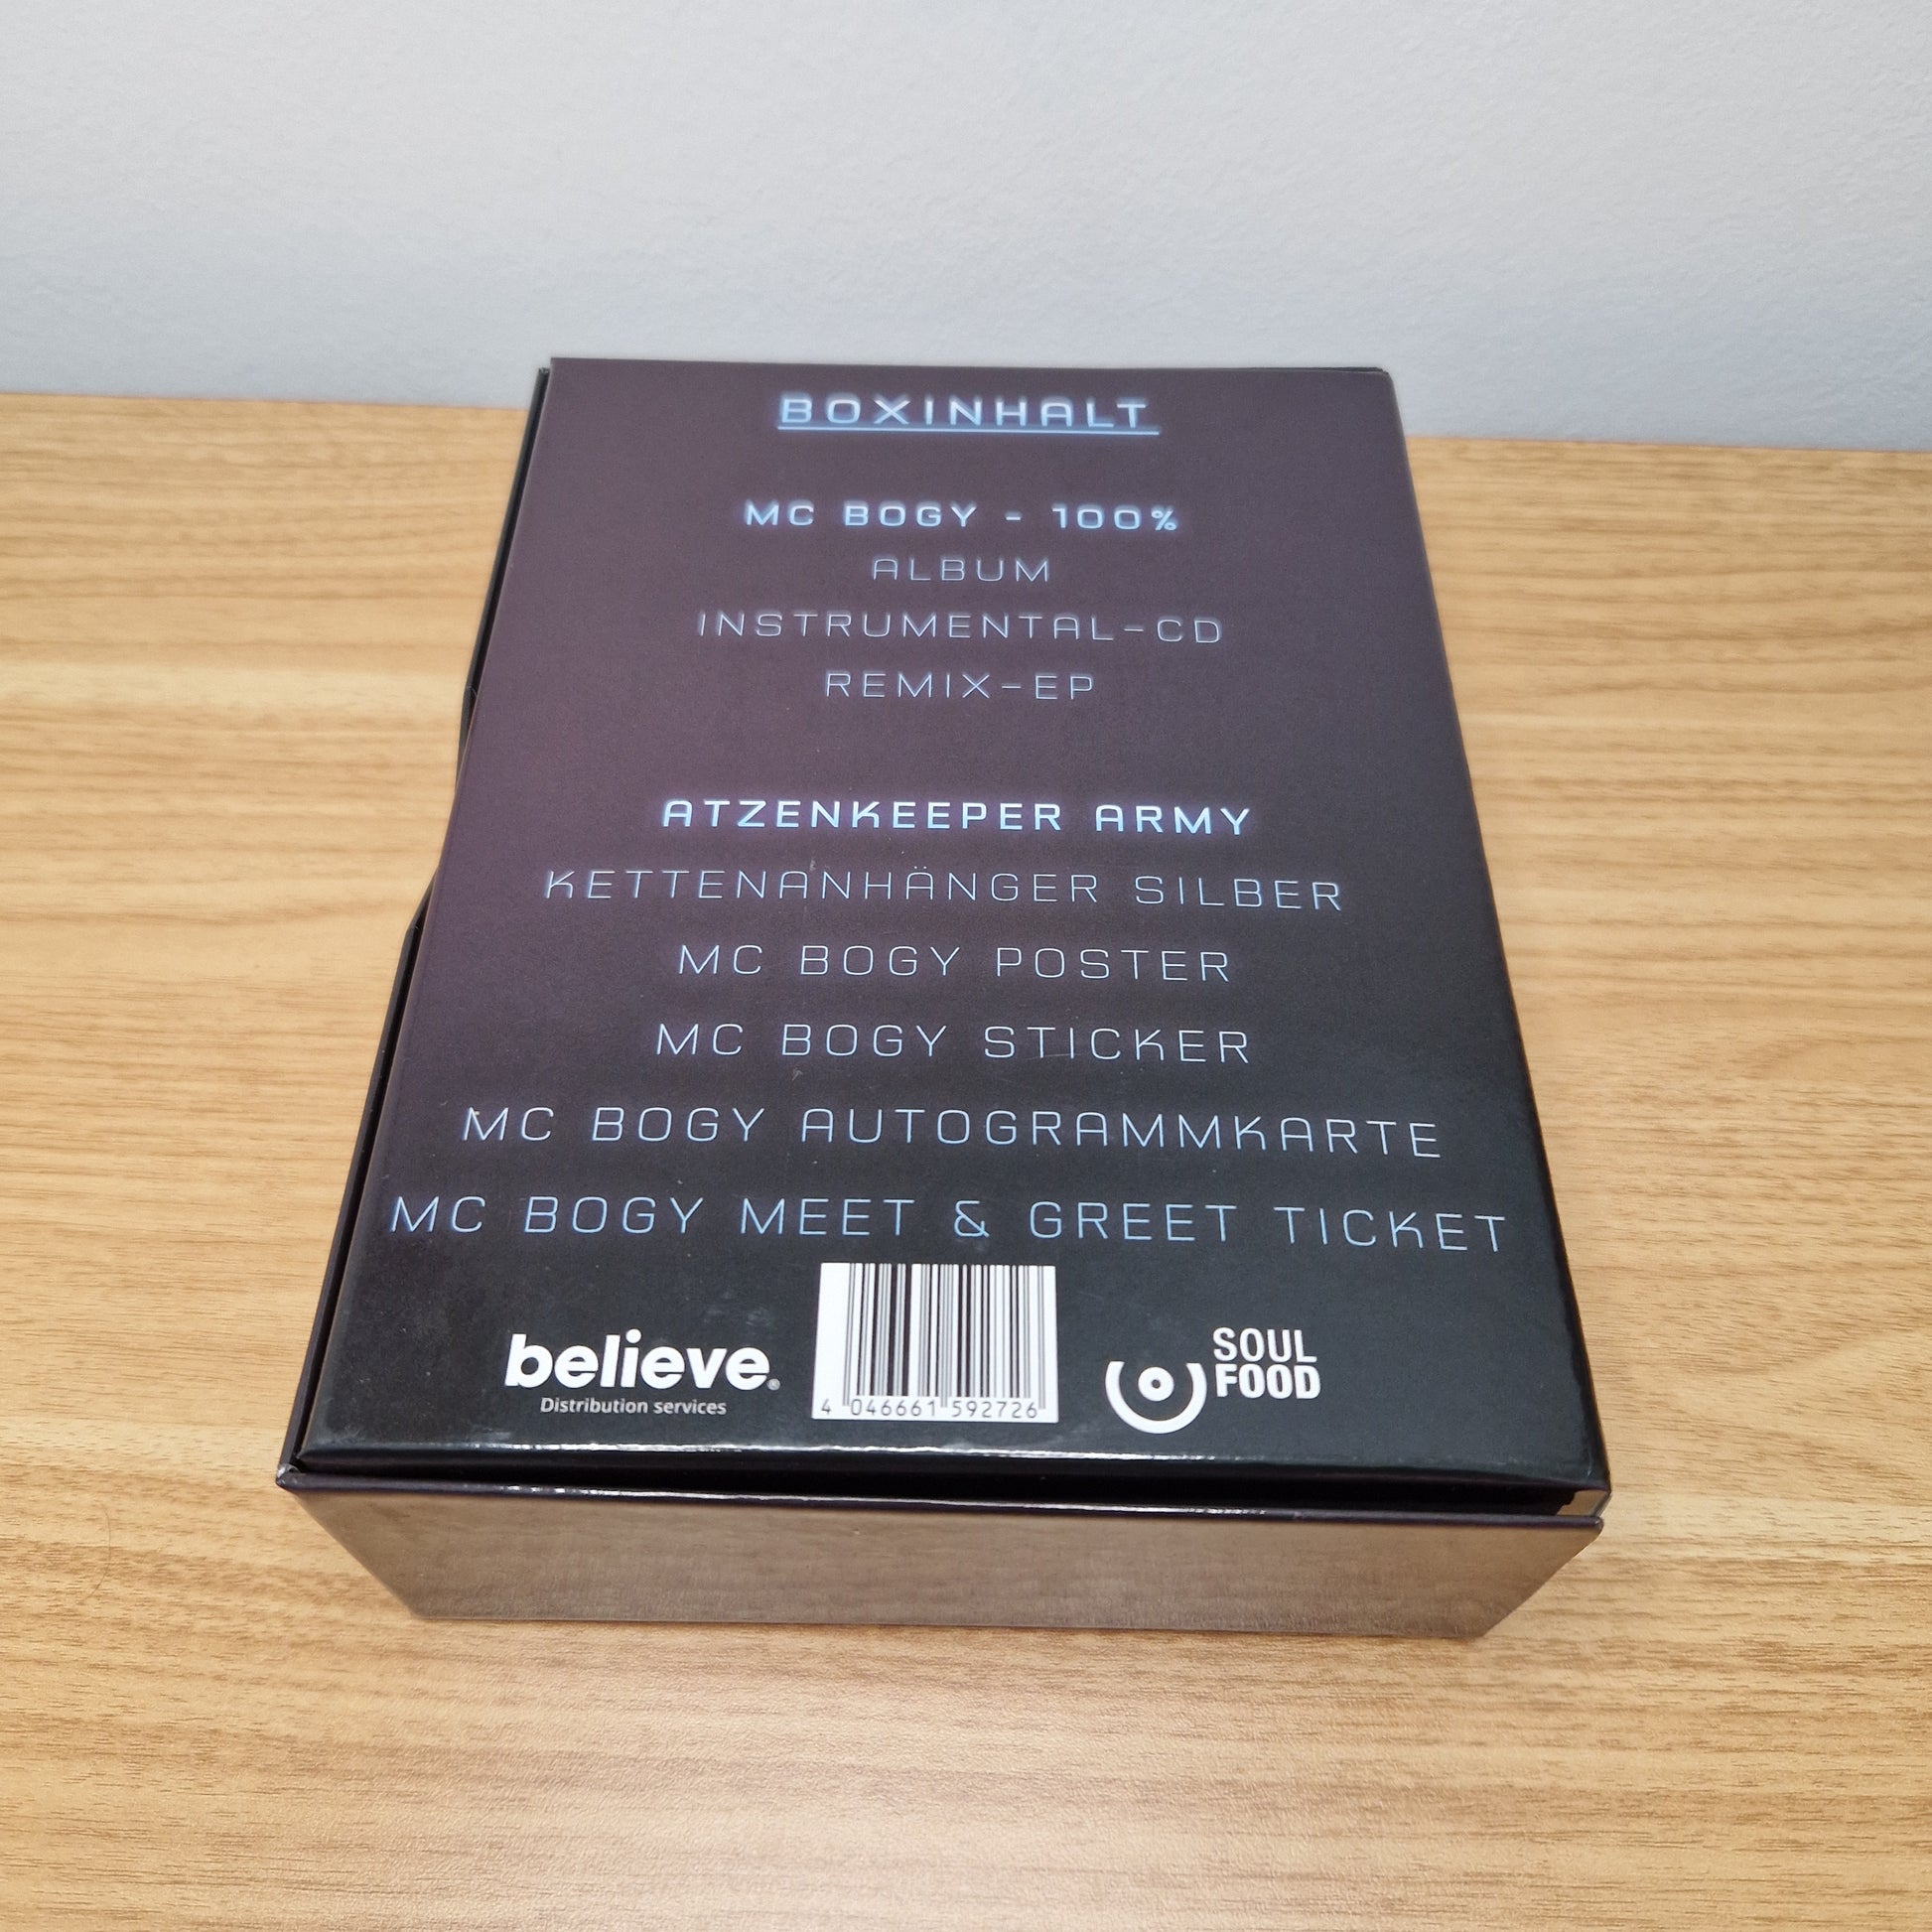 BOXINHALT
MC BOGY - 100%
ALBUM
INSTRUMENTAL-CD
REMIX-EP
ATZENKEEPER ARMY
KETTENANHÄNGER SILBER
MC BOGY POSTER
MC BOGY STICKER
MC BOGY AUTOGRAMMKARTE
MC BOGY MEET & GREET TICKET
believe®
Distribution services
4 046661 592726
SOUL
FOOD